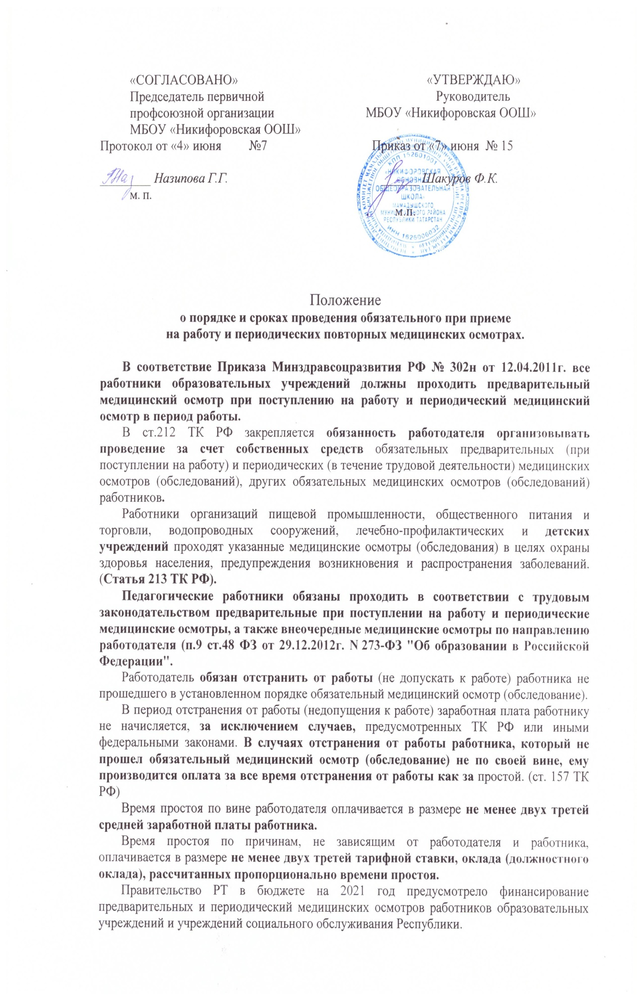 «СОГЛАСОВАНО» «УТВЕРЖДАЮ»
Председатель первичной Руководитель
профсоюзной организации МБОУ «Никифоровская ООШ»
МБОУ «Никифоровская ООШ»
Протокол от «4» июня №7 Приказ от «7» июня № 15
Назипова Г.Г. Шакуров Ф.К.
м. п. м.п.
КПП 162601001
«НИКИФОРОВСКАЯ
ОСНОВНАЯ
ОБЩЕОБРАЗОВАТЕЛЬНАЯ
ШКОЛА»
МАМАДЫШСКОГО
МУНИЦИПАЛЬНОГО РАЙОНА
РЕСПУБЛИКИ ТАТАРСТАН
ИНН 1626006032
Положение
о порядке и сроках проведения обязательного при приеме
на работу и периодических повторных медицинских осмотрах.
В соответствие Приказа Минздравсоцразвития РФ № 302н от 12.04.2011г. все
работники образовательных учреждений должны проходить предварительный
медицинский осмотр при поступлению на работу и периодический медицинский
осмотр в период работы.
В ст.212 ТК РФ закрепляется обязанность работодателя организовывать
проведение за счет собственных средств обязательных предварительных (при
поступлении на работу) и периодических (в течение трудовой деятельности) медицинских
осмотров (обследований), других обязательных медицинских осмотров (обследований)
работников.
Работники организаций пищевой промышленности, общественного питания и
торговли, водопроводных сооружений, лечебно-профилактических и детских
учреждений проходят указанные медицинские осмотры (обследования) в целях охраны
здоровья населения, предупреждения возникновения и распространения заболеваний.
(Статья 213 ТК РФ).
Педагогические работники обязаны проходить в соответствии с трудовым
законодательством предварительные при поступлении на работу и периодические
медицинские осмотры, а также внеочередные медицинские осмотры по направлению
работодателя (п.9 ст.48 ФЗ от 29.12.2012г. N 273-ФЗ "Об образовании в Российской
Федерации".
Работодатель обязан отстранить от работы (не допускать к работе) работника не
прошедшего в установленном порядке обязательный медицинский осмотр (обследование).
В период отстранения от работы (недопущения к работе) заработная плата работнику
не начисляется, за исключением случаев, предусмотренных ТК РФ или иными
федеральными законами. В случаях отстранения от работы работника, который не
прошел обязательный медицинский осмотр (обследование) не по своей вине, ему
производится оплата за все время отстранения от работы как за простой. (ст. 157 ТК
РФ)
Время простоя по вине работодателя оплачивается в размере не менее двух третей
средней заработной платы работника.
Время простоя по причинам, не зависящим от работодателя и работника,
оплачивается в размере не менее двух третей тарифной ставки, оклада (должностного
оклада), рассчитанных пропорционально времени простоя.
Правительство РТ в бюджете на 2021 год предусмотрело финансирование
предварительных и периодический медицинских осмотров работников образовательных
учреждений и учреждений социального обслуживания Республики.